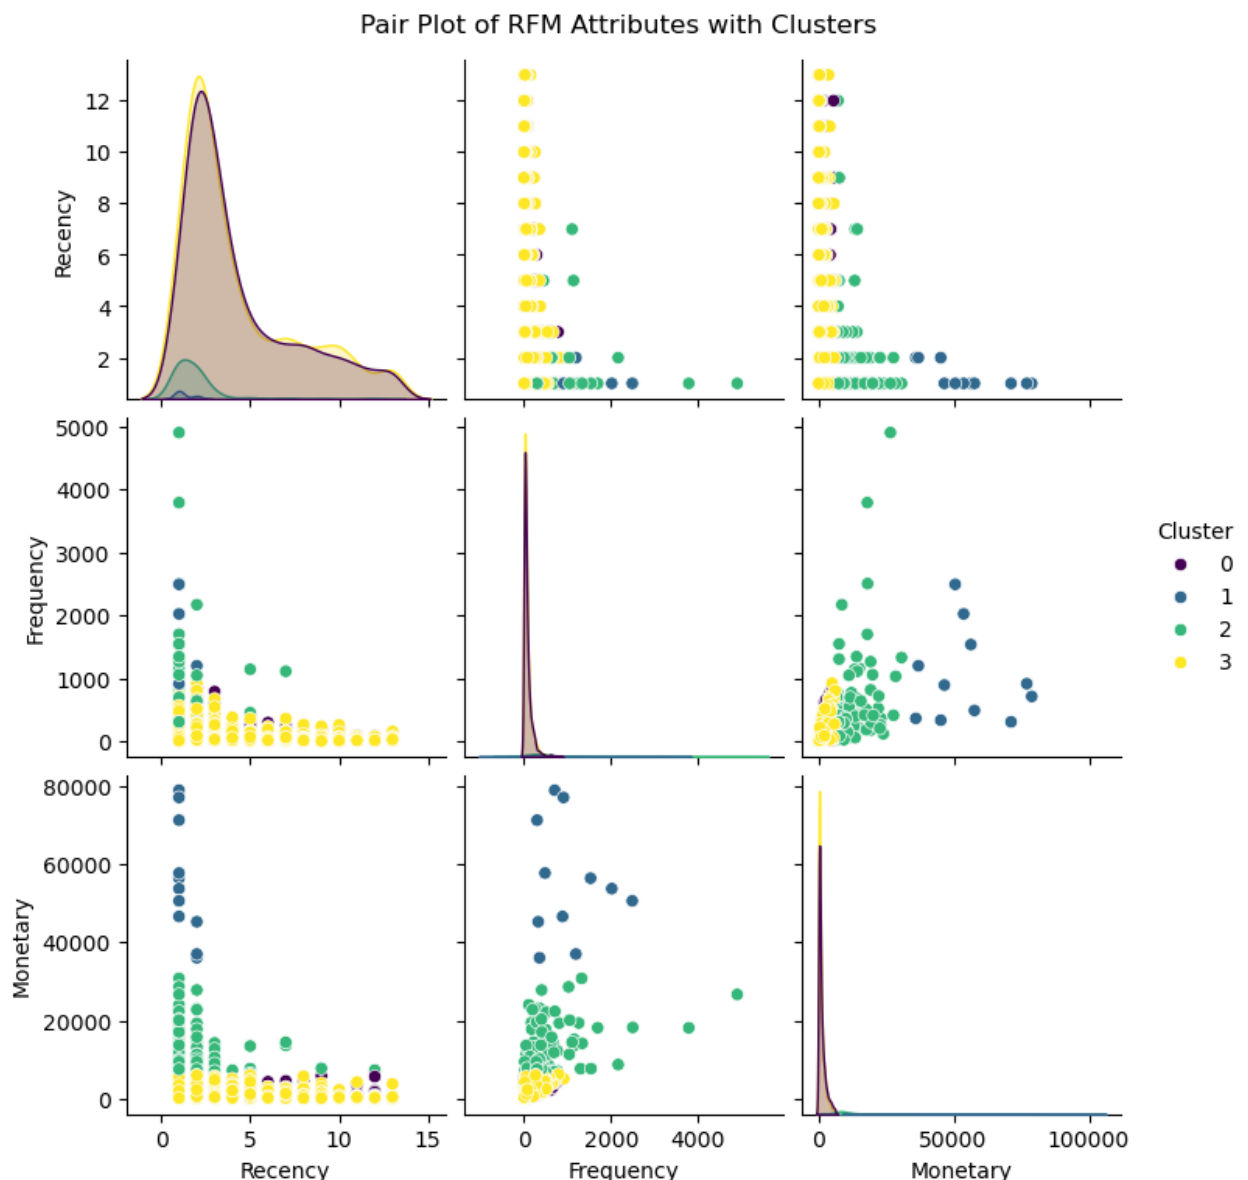 Pair Plot of RFM Attributes with Clusters
12
10
8
6
4
2
Recency
5000
4000
3000
2000
1000
0
Frequency
Cluster
0
1
2
3
80000
60000
40000
20000
0
Monetary
0 5 10 15
Recency
0 2000 4000
Frequency
0 50000 100000
Monetary